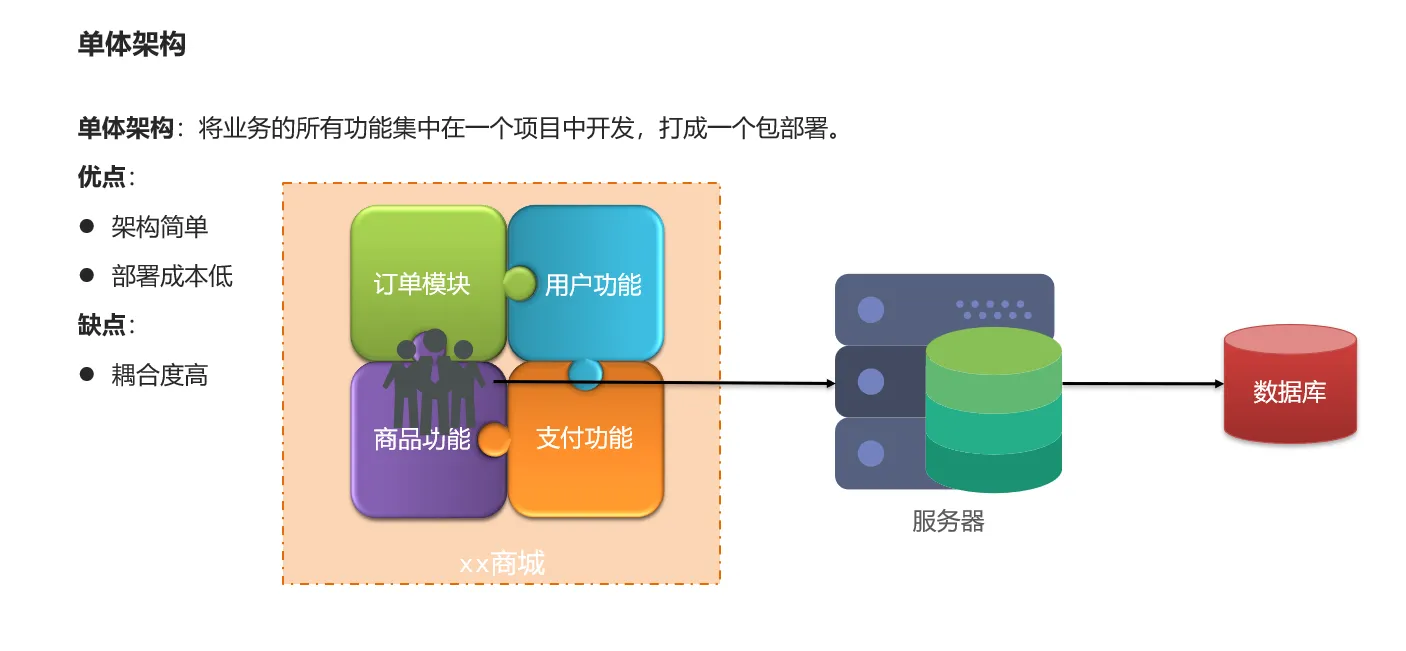 单体架构
单体架构：将业务的所有功能集中在一个项目中开发，打成一个包部署。
优点：
● 架构简单
● 部署成本低
缺点：
● 耦合度高
订单模块
用户功能
商品功能
支付功能
xx商城
服务器
数据库